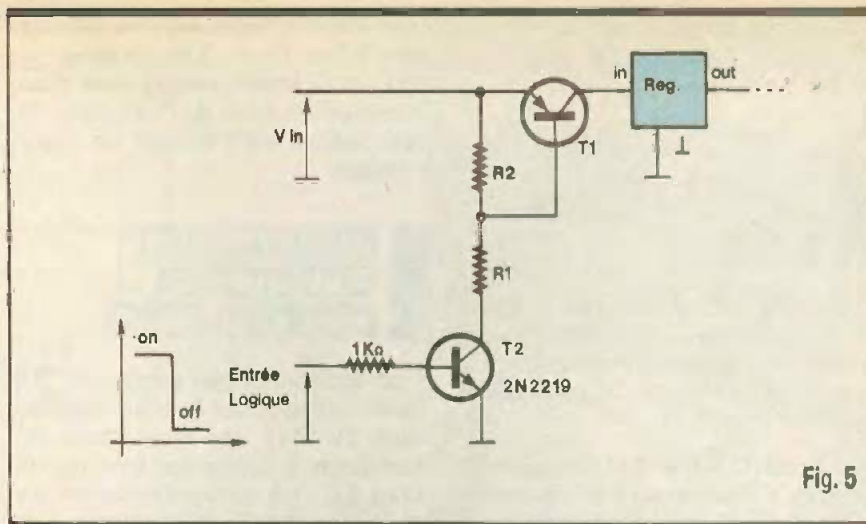 in
out
Reg.
V in
T1
R2
R1
on
off
Entrée
Logique
1KΩ
T2
2N2219
Fig. 5